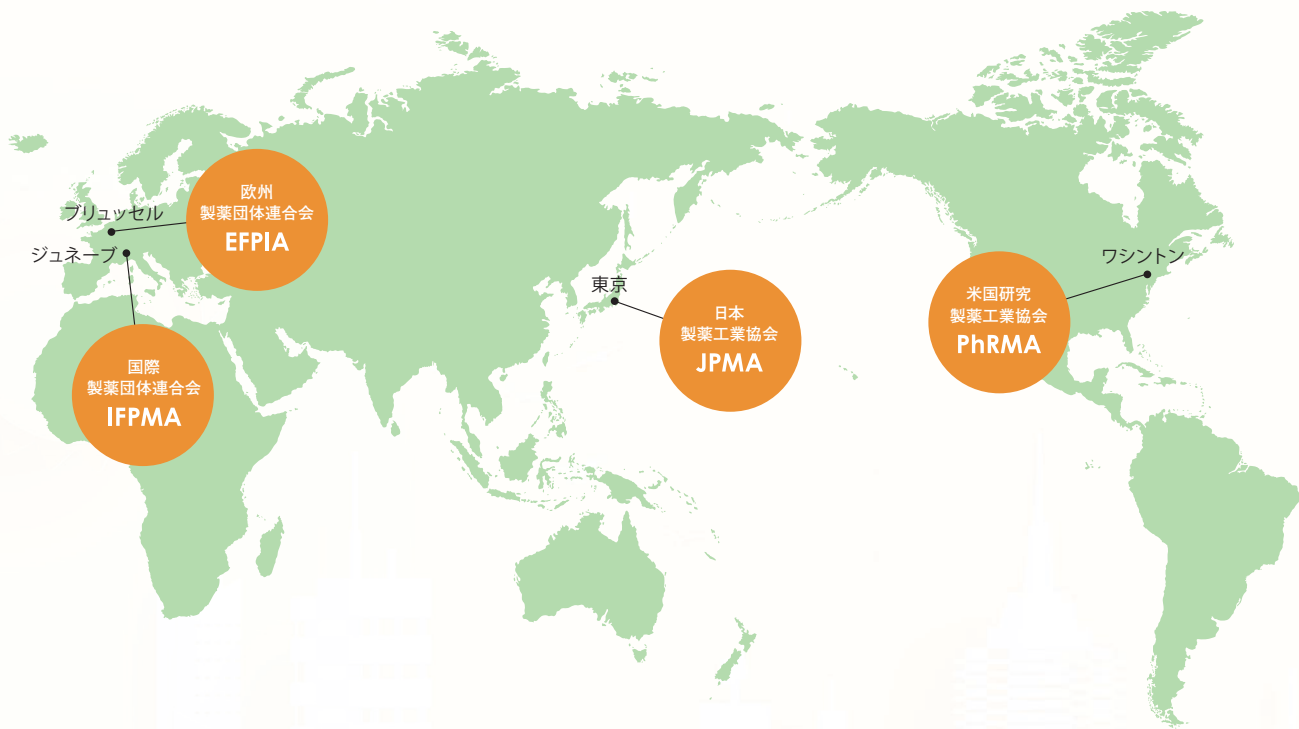 欧州
製薬団体連合会
EFPIA
ブリュッセル
ジュネーブ
国際
製薬団体連合会
IFPMA
東京
日本
製薬工業協会
JPMA
ワシントン
米国研究
製薬工業協会
PhRMA